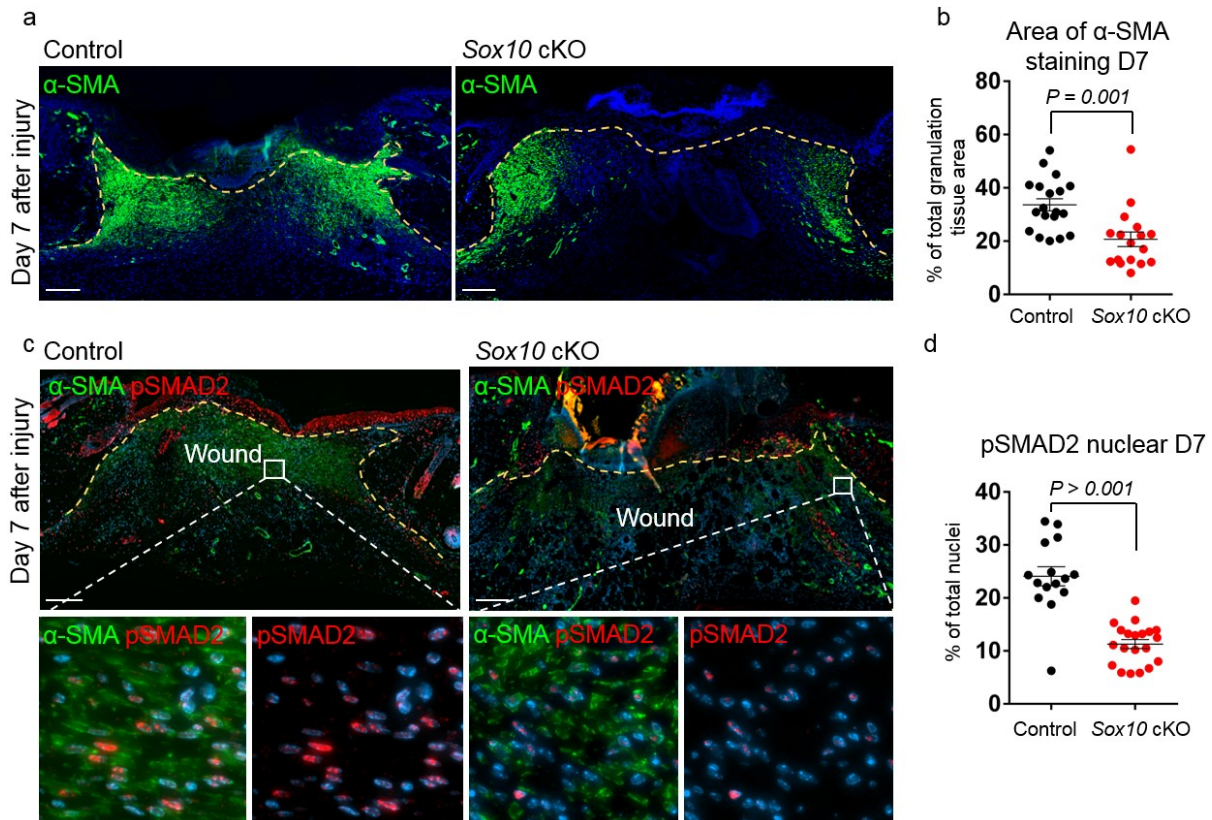 a
Control
Sox10 cKO
Day 7 after injury
α-SMA
α-SMA
b
Area of α-SMA
staining D7
P = 0.001
% of total granulation
tissue area
80
60
40
20
0
Control
Sox10 cKO
c
Control
Sox10 cKO
Day 7 after injury
α-SMA pSMAD2
Wound
α-SMA pSMAD2
Wound
α-SMA pSMAD2
pSMAD2
α-SMA pSMAD2
pSMAD2
d
pSMAD2 nuclear D7
P > 0.001
% of total nuclei
40
30
20
10
0
Control
Sox10 cKO